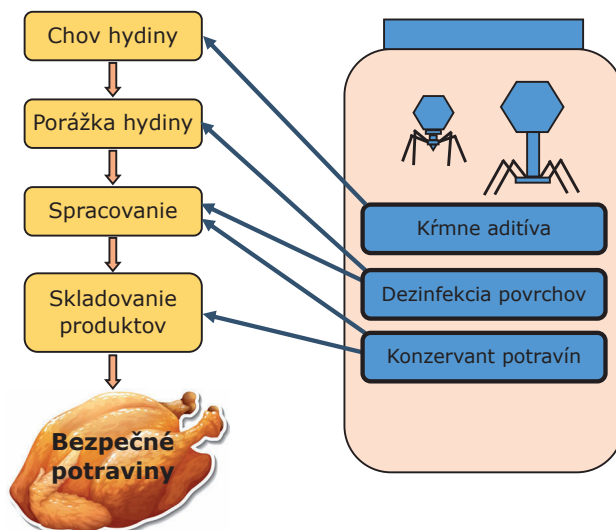 Chov hydiny
Porážka hydiny
Spracovanie
Skladovanie
produktov
Bezpečné
potraviny
Kŕmne aditíva
Dezinfekcia povrchov
Konzervant potravín